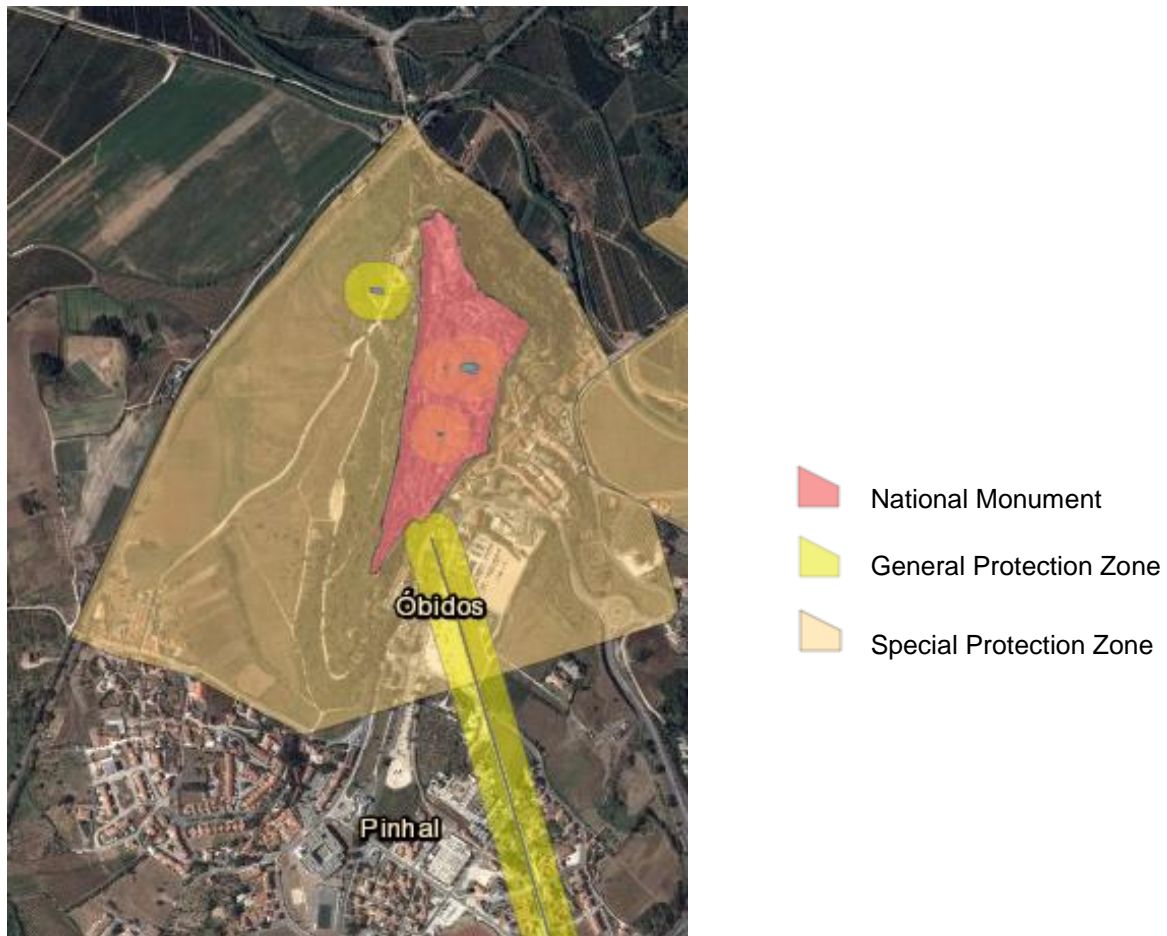 Óbidos
Pinhal
National Monument
General Protection Zone
Special Protection Zone